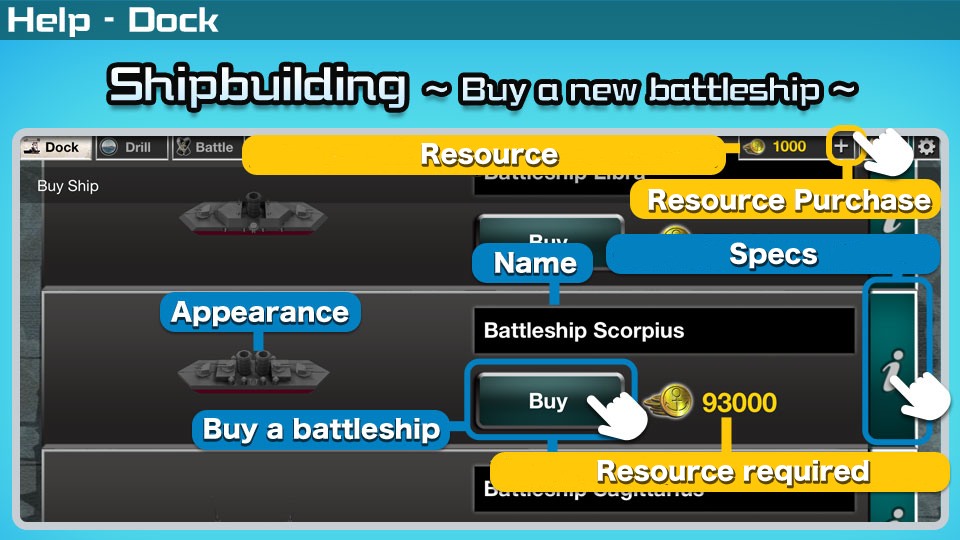 Help - Dock
Shipbuilding ~ Buy a new battleship ~
Dock
Drill
Battle
Resource
1000
+
Buy Ship
Battleship Libra
Resource Purchase
Buy
Name
Specs
Appearance
Battleship Scorpius
Buy
93000
Buy a battleship
Resource required
Battleship Sagittarius